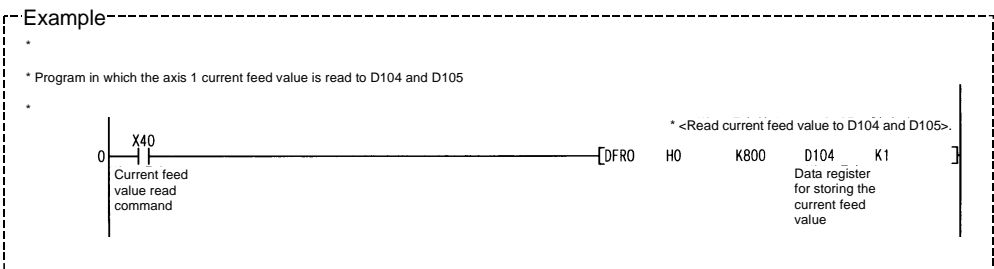 Example
*
* Program in which the axis 1 current feed value is read to D104 and D105
*
* <Read current feed value to D104 and D105>.
X40
0 [DFRO H0 K800 D104 K1 ]
Current feed
value read
command
Data register
for storing the
current feed
value